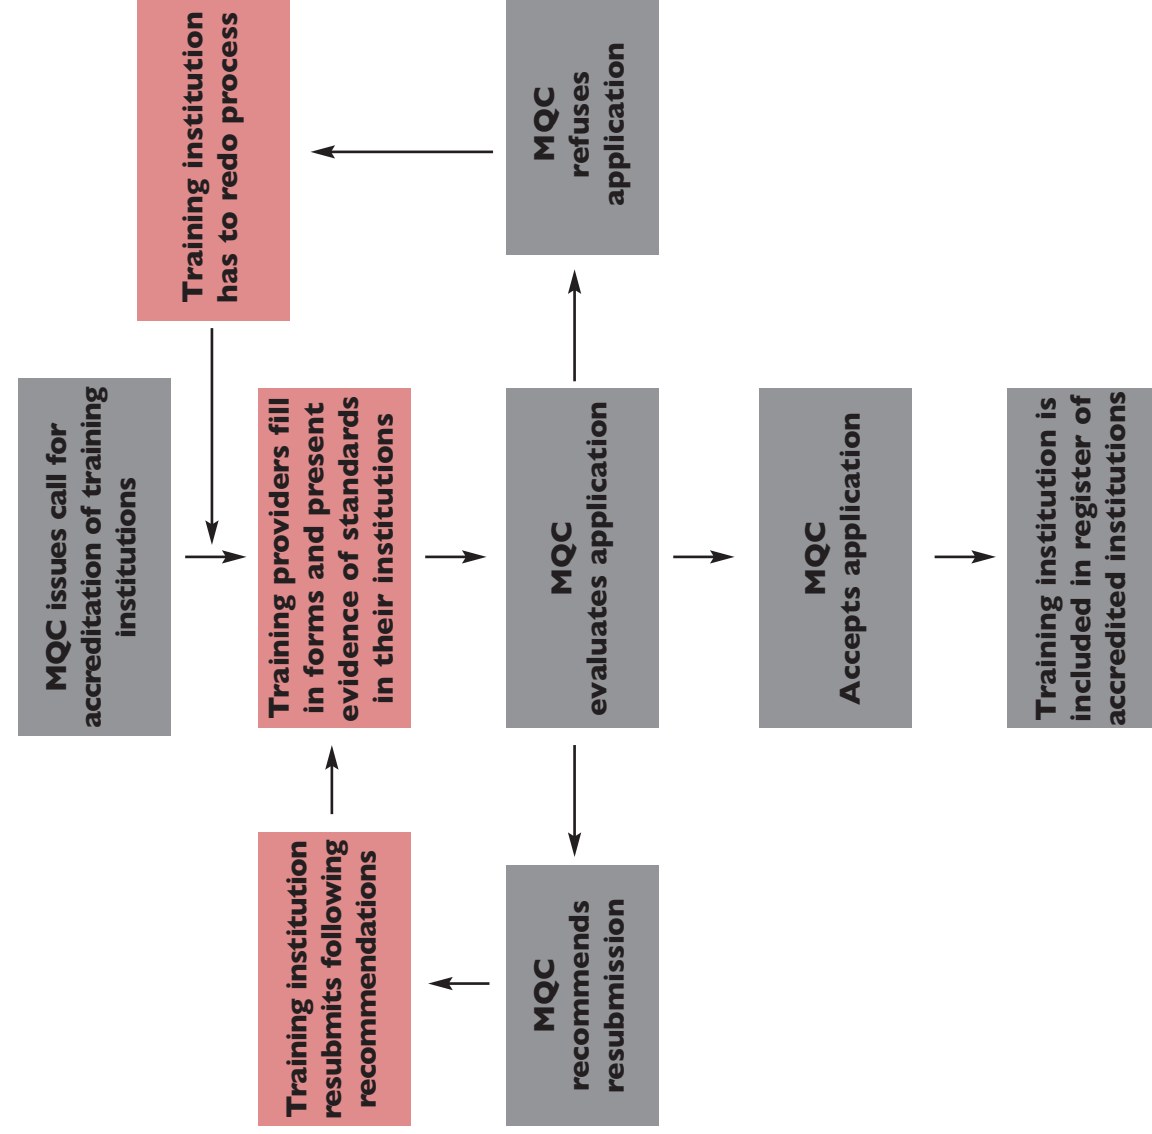 MQC issues call for
accreditation of training
institutions
Training institution
has to redo process
Training institution
resubmits following
recommendations
Training providers fill
in forms and present
evidence of standards
in their institutions
MQC
recommends
resubmission
MQC
evaluates application
MQC
refuses
application
MQC
Accepts application
Training institution is
included in register of
accredited institutions